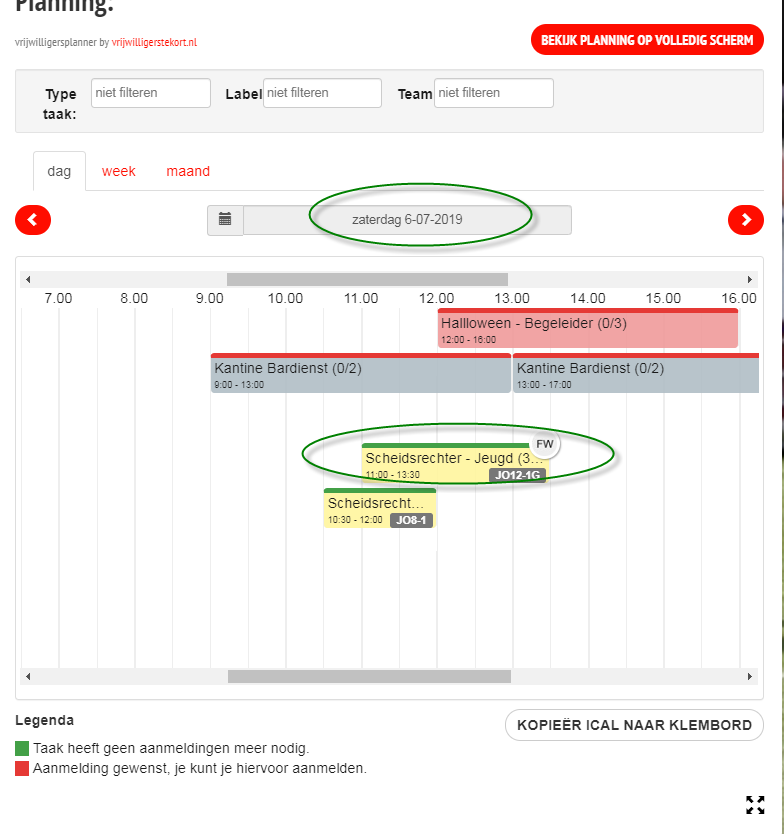 Planning:
vrijwilligersplanner by vrijwilligerstekort.nl
BEKIJK PLANNING OP VOLLEDIG SCHERM
Type taak:
niet filteren
Label
niet filteren
Team
niet filteren
dag week maand
zaterdag 6-07-2019
7.00 8.00 9.00 10.00 11.00 12.00 13.00 14.00 15.00 16.00
Hallloween - Begeleider (0/3)
12:00 - 16:00
Kantine Bardienst (0/2)
9:00 - 13:00
Kantine Bardienst (0/2)
13:00 - 17:00
FW
Scheidsrechter - Jeugd (3...
11:00 - 13:30 JO12-1G
Scheidsrecht...
10:30 - 12:00 JO8-1
Legenda
KOPIEËR ICAL NAAR KLEMBORD
Taak heeft geen aanmeldingen meer nodig.
Aanmelding gewenst, je kunt je hiervoor aanmelden.